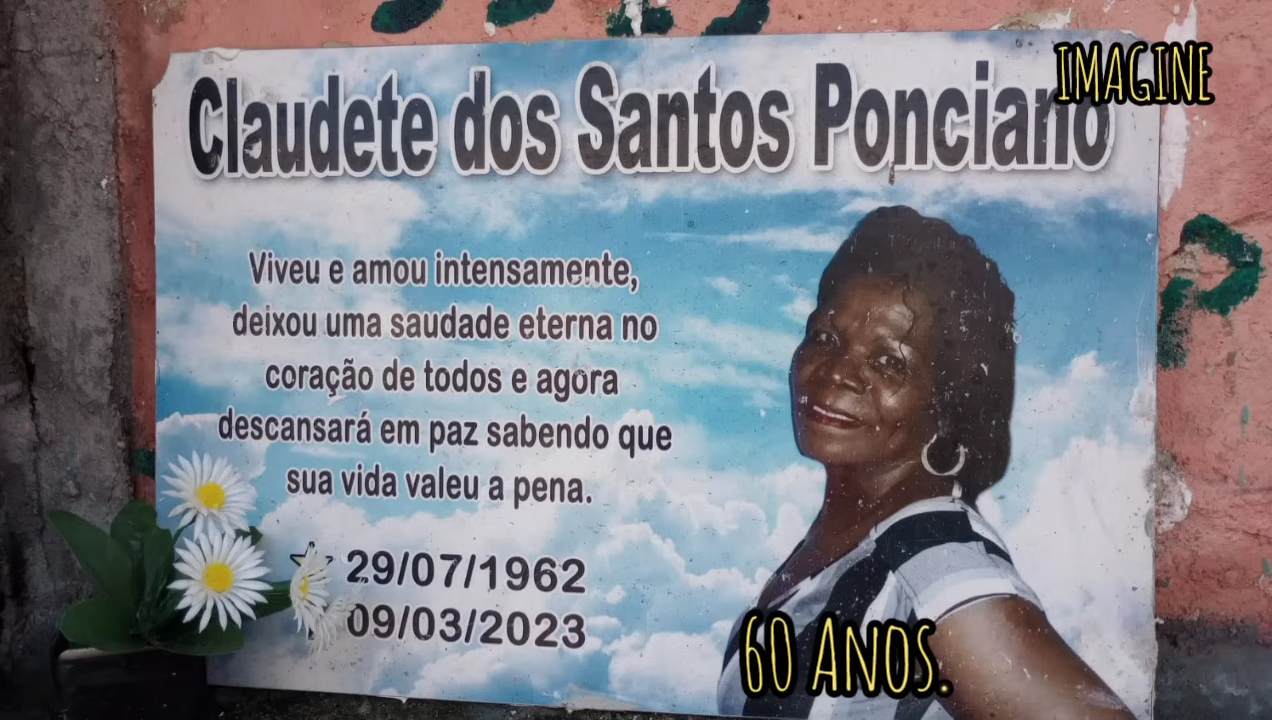 Claudete dos Santos Ponciano
IMAGINE
Viveu e amou intensamente,
deixou uma saudade eterna no
coração de todos e agora
descansará em paz sabendo que
sua vida valeu a pena.
29/07/1962
09/03/2023
60 ANOS.